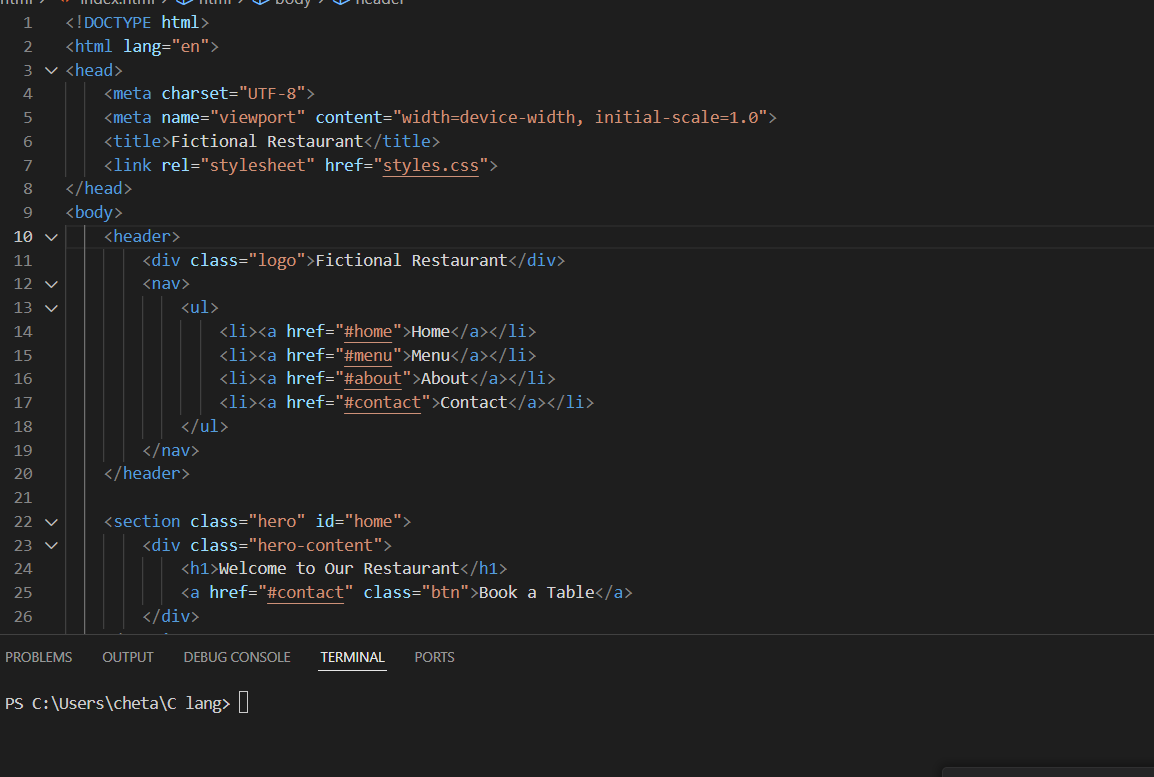 index.html html body header
1 <!DOCTYPE html>
2 <html lang="en">
3 <head>
4 <meta charset="UTF-8">
5 <meta name="viewport" content="width=device-width, initial-scale=1.0">
6 <title>Fictional Restaurant</title>
7 <link rel="stylesheet" href="styles.css">
8 </head>
9 <body>
10 <header>
11 <div class="logo">Fictional Restaurant</div>
12 <nav>
13 <ul>
14 <li><a href="#home">Home</a></li>
15 <li><a href="#menu">Menu</a></li>
16 <li><a href="#about">About</a></li>
17 <li><a href="#contact">Contact</a></li>
18 </ul>
19 </nav>
20 </header>
21
22 <section class="hero" id="home">
23 <div class="hero-content">
24 <h1>Welcome to Our Restaurant</h1>
25 <a href="#contact" class="btn">Book a Table</a>
26 </div>
PROBLEMS OUTPUT DEBUG CONSOLE TERMINAL PORTS
PS C:\Users\cheta\C lang>